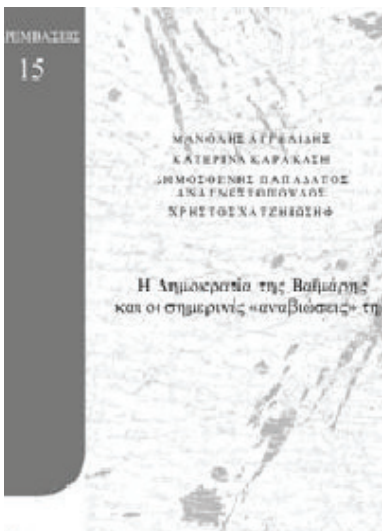 ΡΕΜΒΑΣΕΙΣ
15
ΜΑΝΟΛΗΣ ΑΓΓΕΛΙΔΗΣ
ΚΑΤΕΡΙΝΑ ΚΑΡΑΚΑΣΗ
ΔΗΜΟΣΘΕΝΗΣ ΠΑΠΑΔΑΤΟΣ
ΑΝΑΓΝΩΣΤΟΠΟΥΛΟΣ
ΧΡΗΣΤΟΣ ΧΑΤΖΗΙΩΣΗΦ
Η Δημοκρατία της Βαϊμάρης
και οι σημερινές «αναβιώσεις» τη